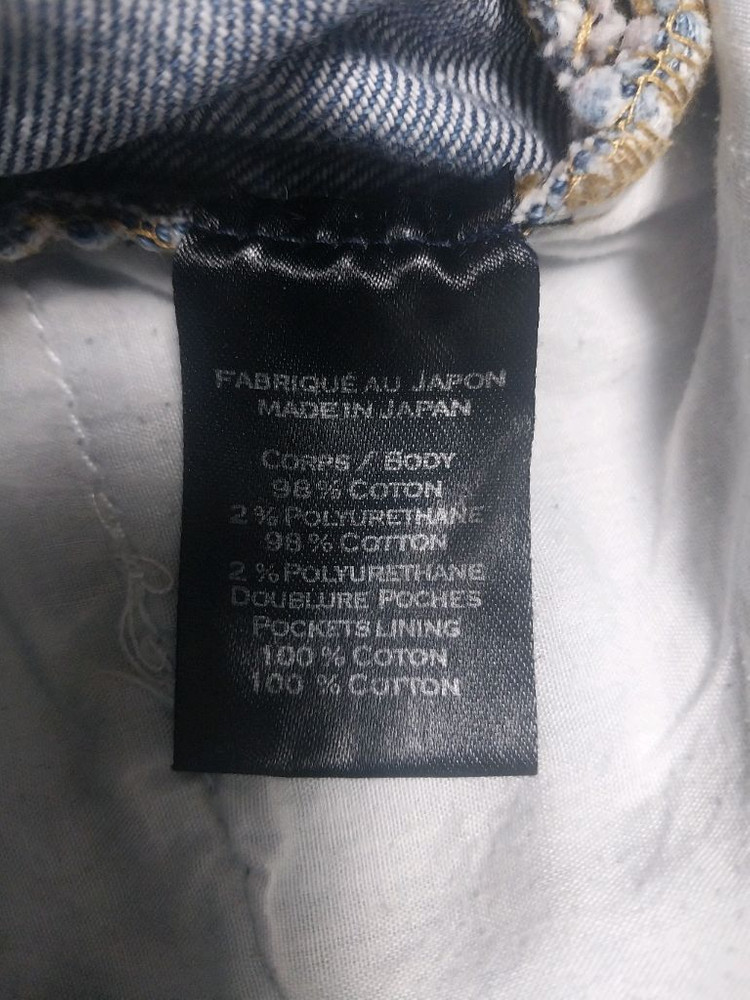 FABRIQUÉ AU JAPON
MADE IN JAPAN
CORPS / BODY
98 % COTON
2 % POLYURETHANE
98 % COTTON
2 % POLYURETHANE
DOUBLURE POCHES
POCKETS LINING
100 % COTON
100 % COTTON